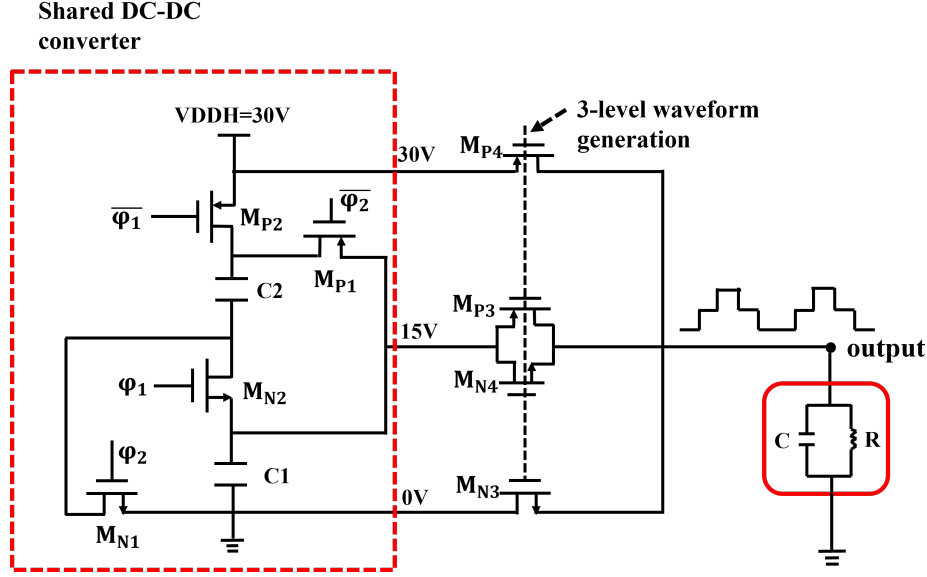 Shared DC-DC
converter
VDDH=30V
3-level waveform
generation
30V
M_P4
φ̅₁
M_P2
φ̅₂
M_P1
C2
M_P3
15V
output
φ₁
M_N2
M_N4
C
R
φ₂
C1
M_N3
0V
M_N1